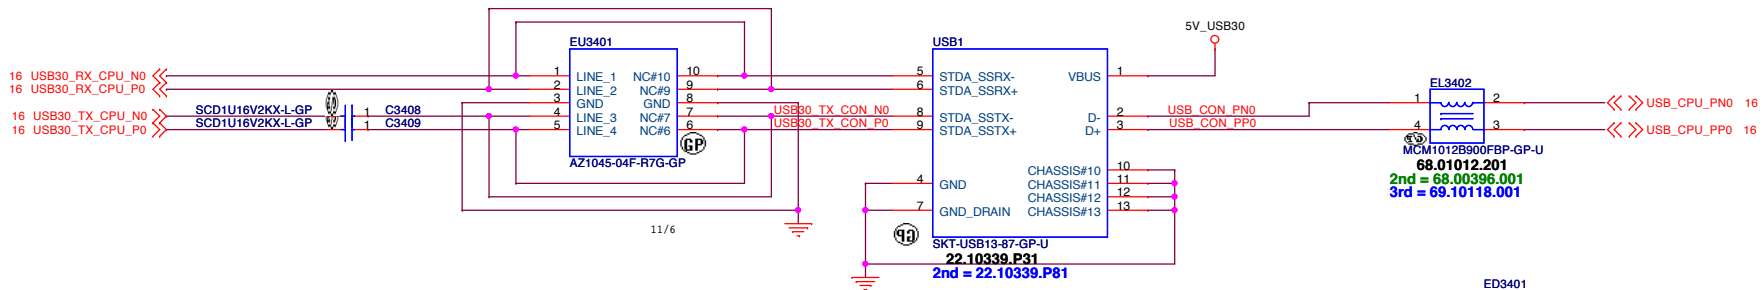 5V_USB30
EU3401
USB1
16 USB30_RX_CPU_N0
1 LINE_1 NC#10 10
5 STDA_SSRX- VBUS 1
EL3402
16 USB30_RX_CPU_P0
2 LINE_2 NC#9 9
6 STDA_SSRX+
3 GND GND 8
1 2 USB_CPU_PN0 16
SCD1U16V2KX-L-GP 1 C3408
16 USB30_TX_CPU_N0
4 LINE_3 NC#7 7
USB30_TX_CON_N0
8 STDA_SSTX- D- 2 USB_CON_PN0
SCD1U16V2KX-L-GP 1 C3409
16 USB30_TX_CPU_P0
5 LINE_4 NC#6 6
USB30_TX_CON_P0
9 STDA_SSTX+ D+ 3 USB_CON_PP0
4 3 USB_CPU_PP0 16
GP
AZ1045-04F-R7G-GP
MCM1012B900FBP-GP-U
68.01012.201
2nd = 68.00396.001
3rd = 69.10118.001
CHASSIS#10 10
4 GND CHASSIS#11 11
CHASSIS#12 12
7 GND_DRAIN CHASSIS#13 13
11/6
GP
SKT-USB13-87-GP-U
22.10339.P31
2nd = 22.10339.P81
ED3401